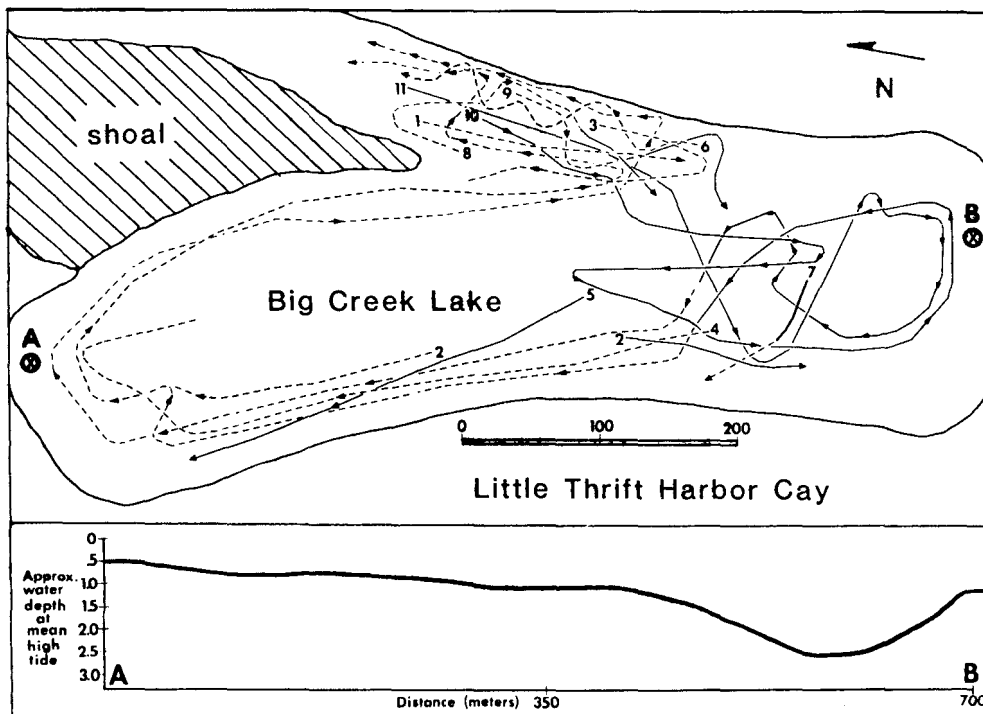 N
shoal
11
10
9
3
1
8
6
B
7
Big Creek Lake
5
A
4
2
2
0 100 200
Little Thrift Harbor Cay
0
.5
1.0
1.5
2.0
2.5
3.0
Approx.
water
depth
at
mean
high
tide
A
B
Distance (meters) 350
700